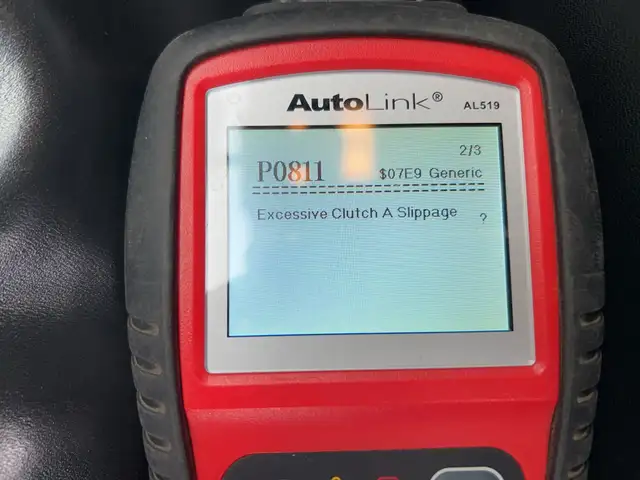 AutoLink® AL519
2/3
P0811 $07E9 Generic
Excessive Clutch A Slippage ?